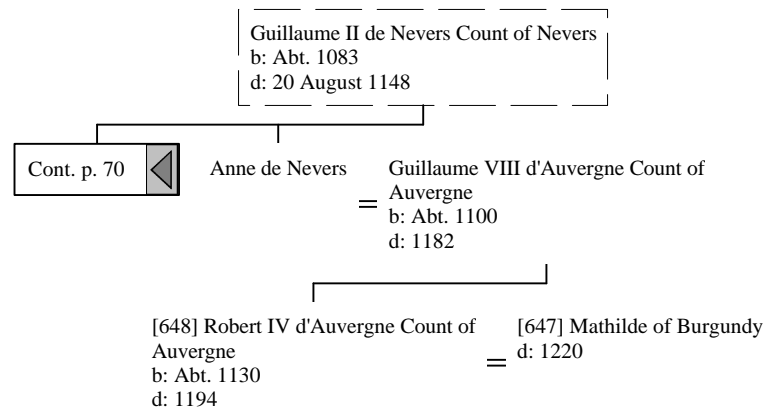 Guillaume II de Nevers Count of Nevers
b: Abt. 1083
d: 20 August 1148
Cont. p. 70
Anne de Nevers
=
Guillaume VIII d'Auvergne Count of
Auvergne
b: Abt. 1100
d: 1182
[648] Robert IV d'Auvergne Count of
Auvergne
b: Abt. 1130
d: 1194
=
[647] Mathilde of Burgundy
d: 1220